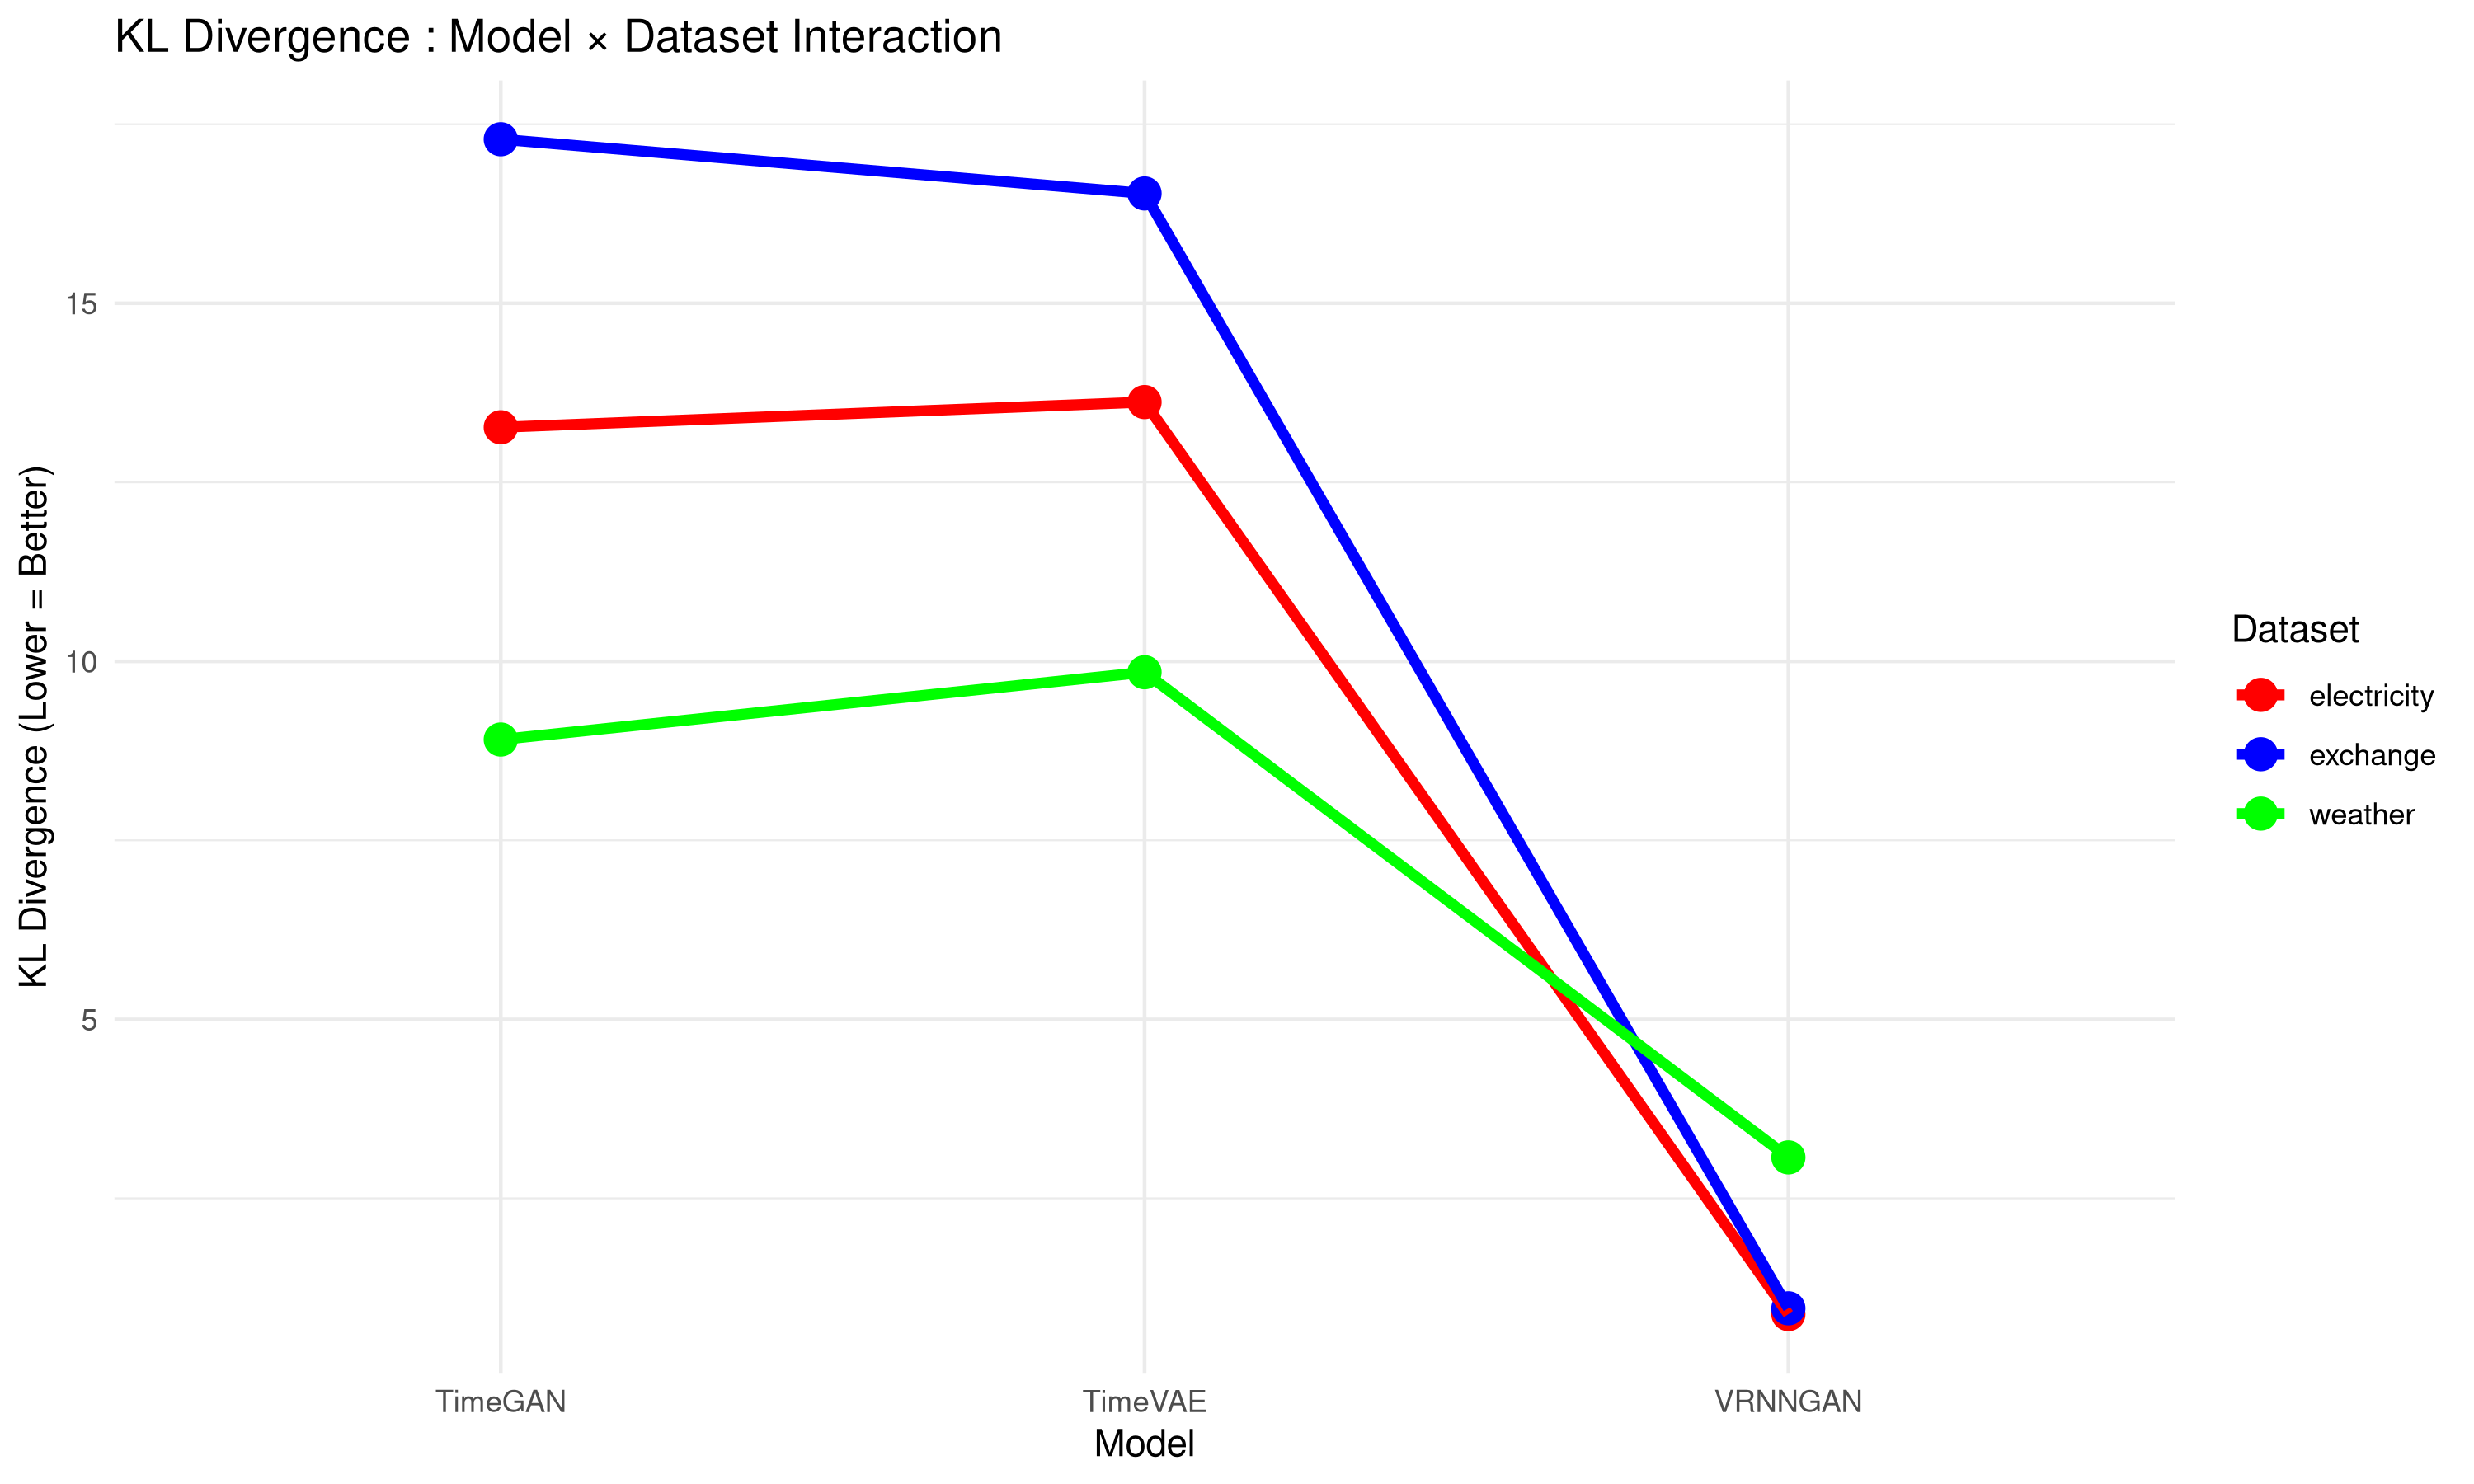 KL Divergence : Model × Dataset Interaction
KL Divergence (Lower = Better)
15
10
5
TimeGAN
TimeVAE
VRNNGAN
Model
Dataset
electricity
exchange
weather